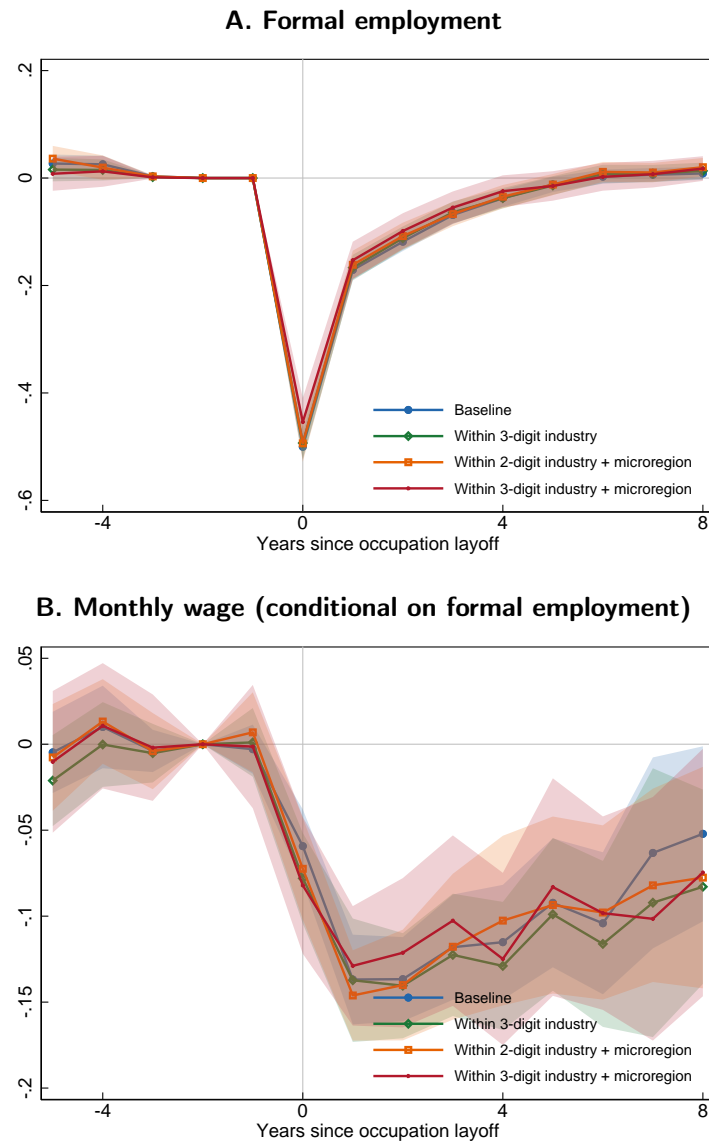 A. Formal employment
.2
0
-.2
-.4
-.6
Baseline
Within 3-digit industry
Within 2-digit industry + microregion
Within 3-digit industry + microregion
-4 0 4 8
Years since occupation layoff
B. Monthly wage (conditional on formal employment)
.05
0
-.05
-.1
-.15
-.2
Baseline
Within 3-digit industry
Within 2-digit industry + microregion
Within 3-digit industry + microregion
-4 0 4 8
Years since occupation layoff